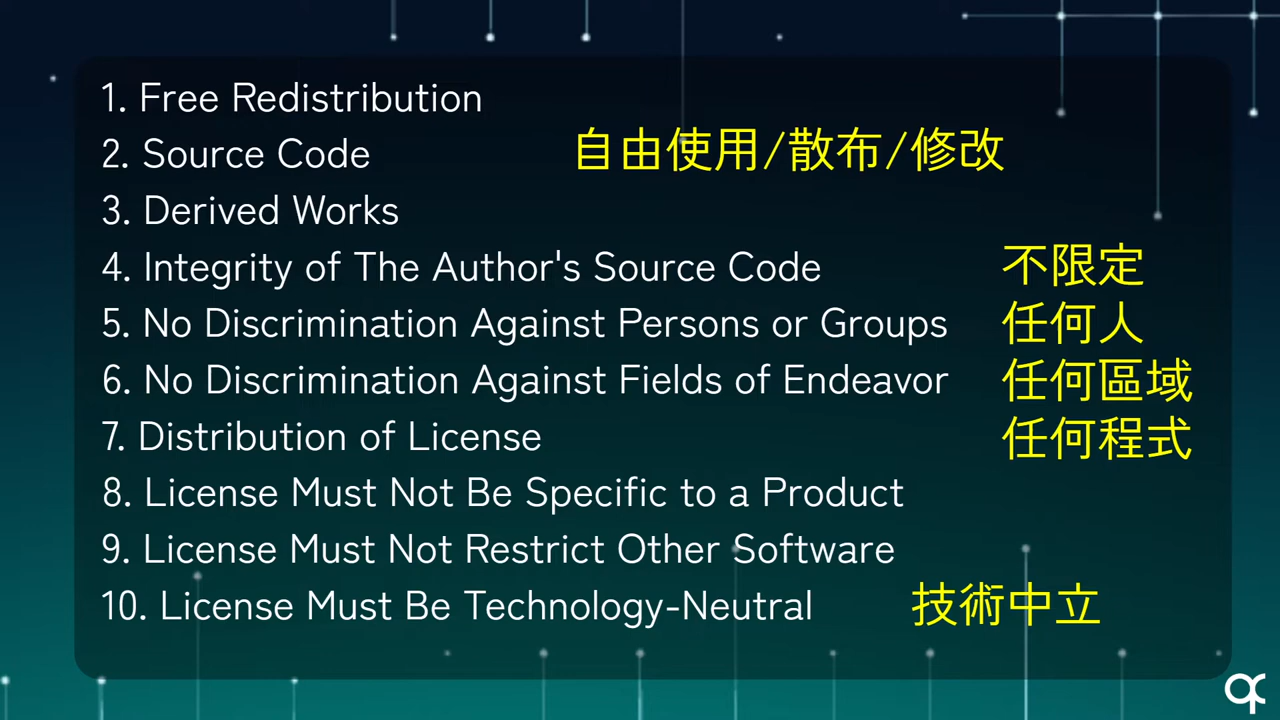 1. Free Redistribution
2. Source Code
自由使用/散布/修改
3. Derived Works
4. Integrity of The Author's Source Code
不限定
5. No Discrimination Against Persons or Groups
任何人
6. No Discrimination Against Fields of Endeavor
任何區域
7. Distribution of License
任何程式
8. License Must Not Be Specific to a Product
9. License Must Not Restrict Other Software
10. License Must Be Technology-Neutral
技術中立